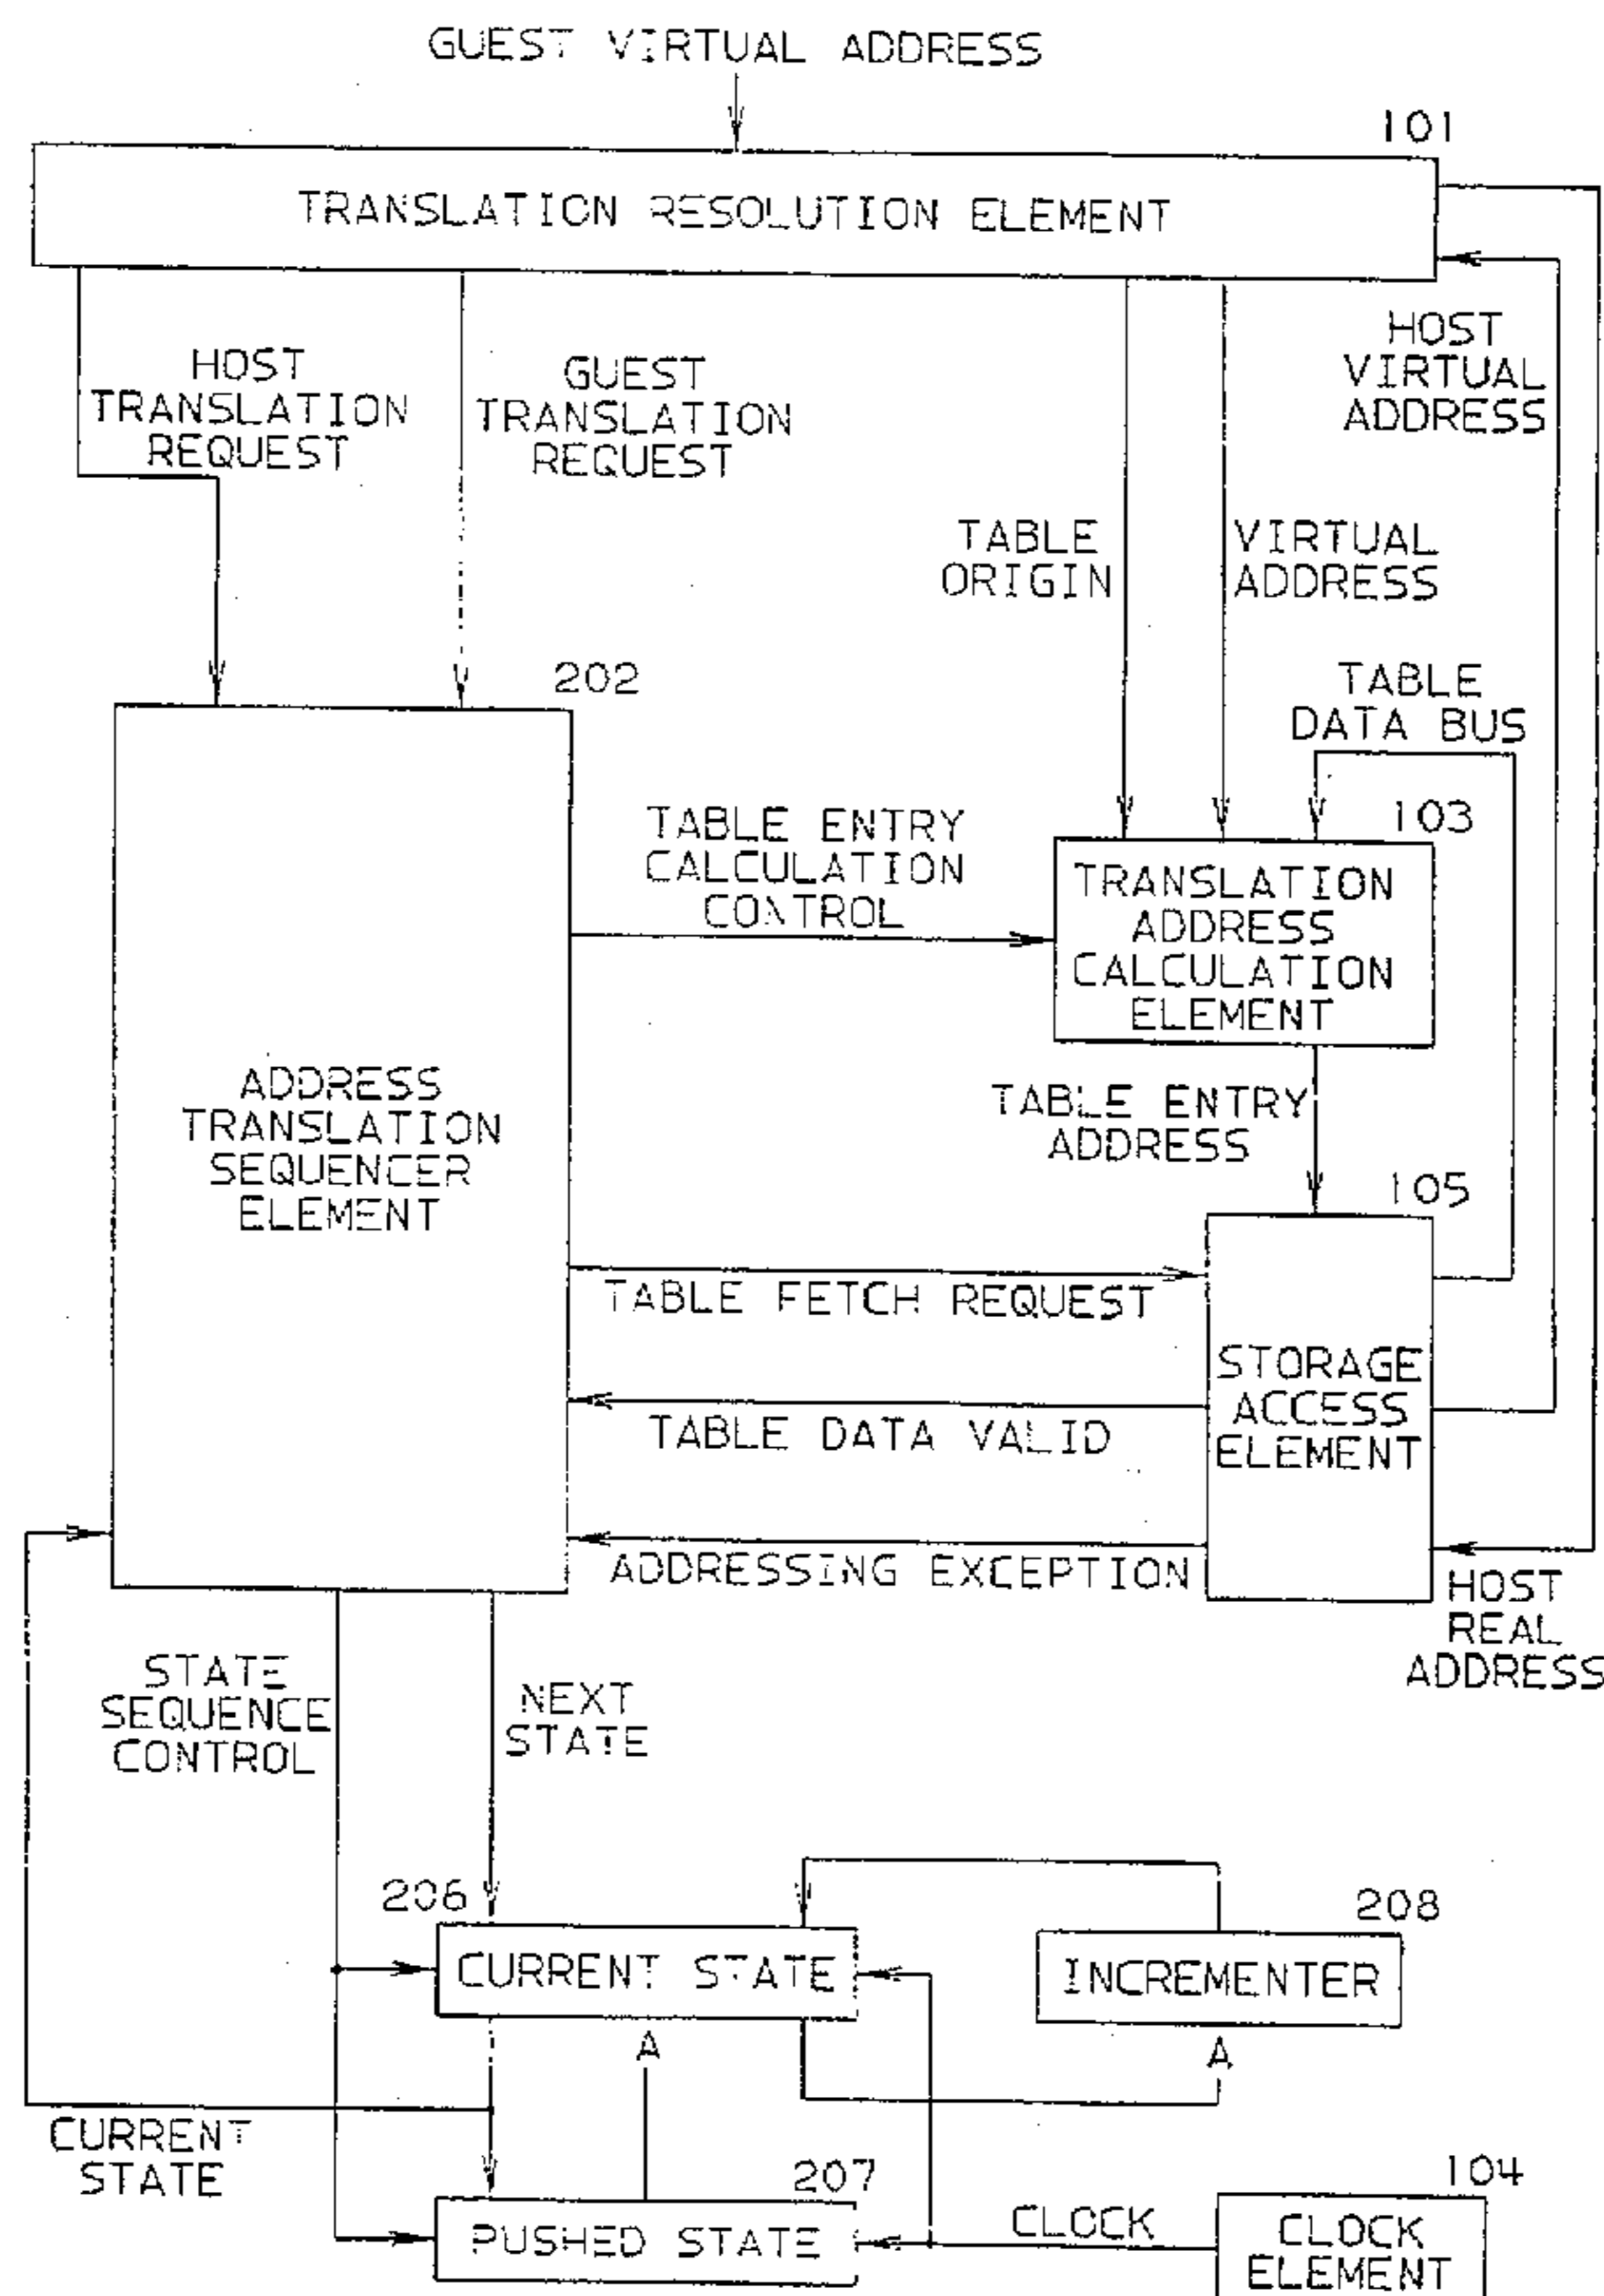 GUEST VIRTUAL ADDRESS
101
TRANSLATION RESOLUTION ELEMENT
HOST
TRANSLATION
REQUEST
GUEST
TRANSLATION
REQUEST
HOST
VIRTUAL
ADDRESS
TABLE
ORIGIN
VIRTUAL
ADDRESS
202
TABLE
DATA BUS
TABLE ENTRY
CALCULATION
CONTROL
103
TRANSLATION
ADDRESS
CALCULATION
ELEMENT
ADDRESS
TRANSLATION
SEQUENCER
ELEMENT
TABLE ENTRY
ADDRESS
105
TABLE FETCH REQUEST
STORAGE
ACCESS
ELEMENT
TABLE DATA VALID
ADDRESSING EXCEPTION
HOST
REAL
ADDRESS
STATE
SEQUENCE
CONTROL
NEXT
STATE
206
CURRENT STATE
208
INCREMENTER
CURRENT
STATE
207
PUSHED STATE
CLOCK
104
CLOCK
ELEMENT